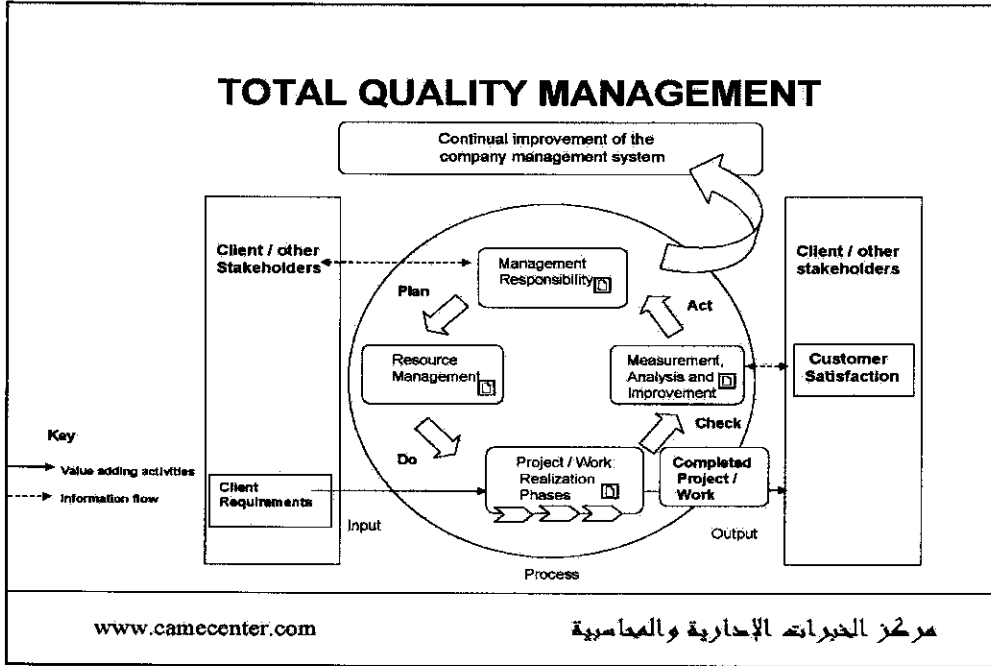 TOTAL QUALITY MANAGEMENT
Continual improvement of the
company management system
Client / other
Stakeholders
Management
Responsibility
Client / other
stakeholders
Plan
Act
Resource
Management
Measurement,
Analysis and
Improvement
Customer
Satisfaction
Key
Value adding activities
Information flow
Do
Check
Client
Requirements
Input
Project / Work
Realization
Phases
Completed
Project /
Work
Output
Process
www.camecenter.com
مركز الخبرات الإدارية والمحاسبية